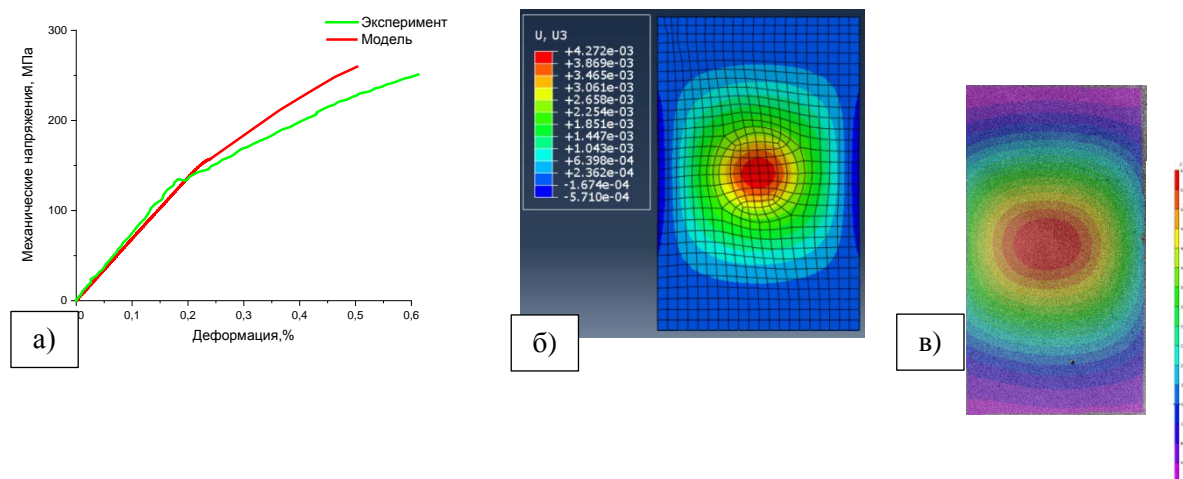 300
200
100
0
Механические напряжения, МПа
Эксперимент
Модель
0,1
0,2
0,3
0,4
0,5
0,6
Деформация,%
а)
U, U3
+4.272e-03
+3.869e-03
+3.465e-03
+3.061e-03
+2.658e-03
+2.254e-03
+1.851e-03
+1.447e-03
+1.043e-03
+6.398e-04
+2.362e-04
-1.674e-04
-5.710e-04
б)
в)